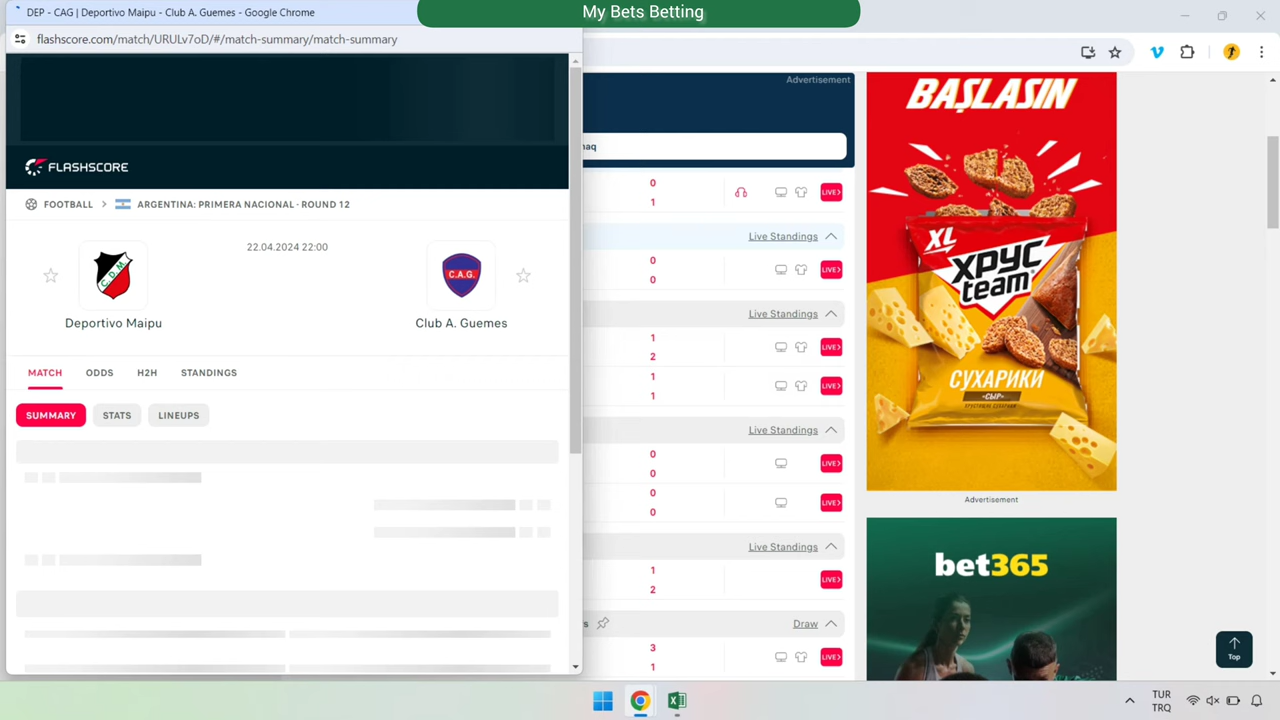 DEP - CAG | Deportivo Maipu - Club A. Guemes - Google Chrome
My Bets Betting
flashscore.com/match/URULv7oD/#/match-summary/match-summary
Advertisement
FLASHSCORE
FOOTBALL > ARGENTINA: PRIMERA NACIONAL - ROUND 12
22.04.2024 22:00
C.D.M.
C.A.G.
Deportivo Maipu
Club A. Guemes
MATCH ODDS H2H STANDINGS
SUMMARY STATS LINEUPS
naq
0
1
LIVE
Live Standings
0
0
LIVE
Live Standings
1
2
LIVE
1
1
LIVE
Live Standings
0
0
LIVE
0
0
LIVE
Live Standings
1
2
LIVE
s
Draw
3
1
LIVE
BAŞLASIN
XL
ХРУС
team
СУХАРИКИ
•СЫР•
Advertisement
bet365
Top
TUR
TRQ